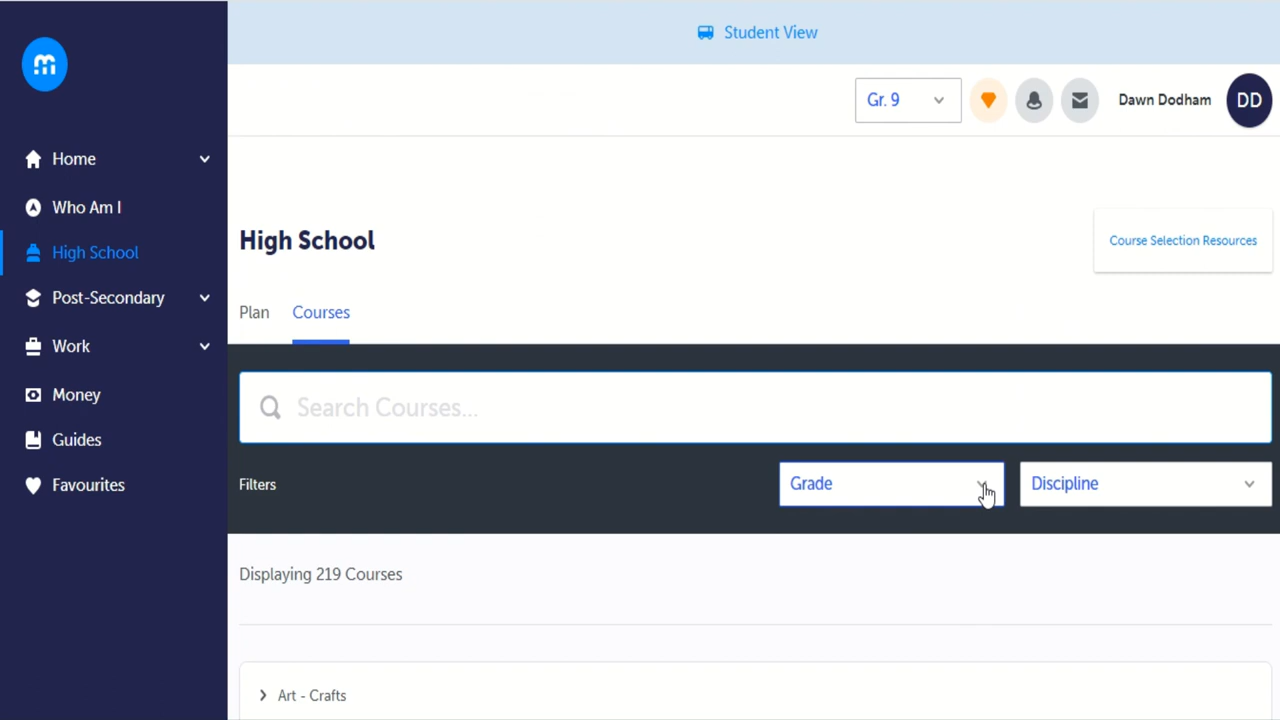 Student View
Gr. 9
Dawn Dodham
DD
Home
Who Am I
High School
Post-Secondary
Work
Money
Guides
Favourites
High School
Course Selection Resources
Plan
Courses
Search Courses...
Filters
Grade
Discipline
Displaying 219 Courses
Art - Crafts